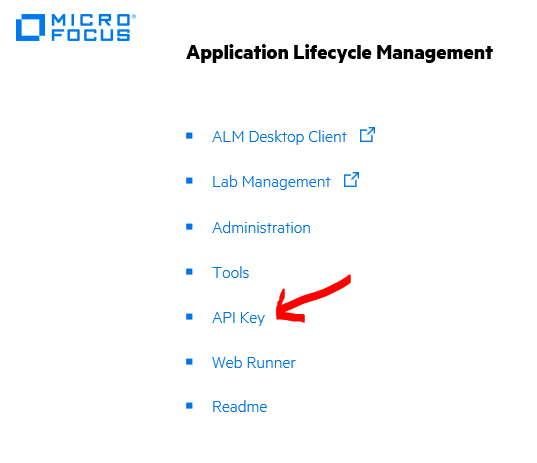 MICRO
FOCUS
Application Lifecycle Management
ALM Desktop Client
Lab Management
Administration
Tools
API Key
Web Runner
Readme